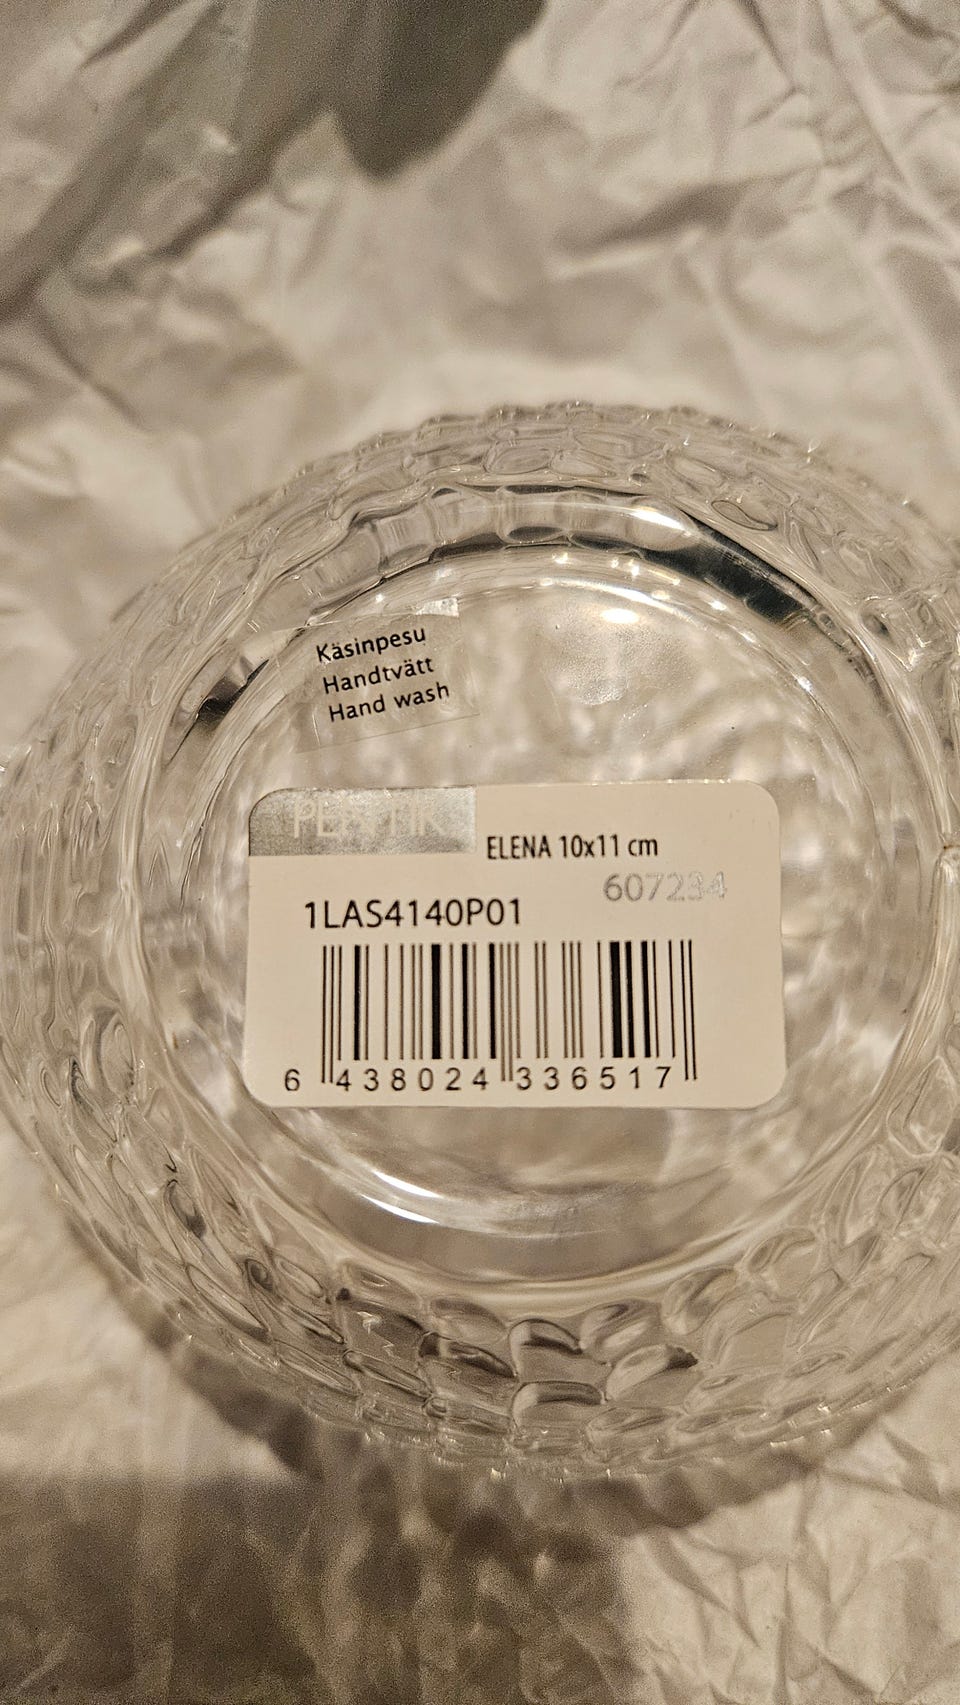 Käsinpesu
Handtvätt
Hand wash
PENTIK
ELENA 10x11 cm
607234
1LAS4140P01
6 438024 336517